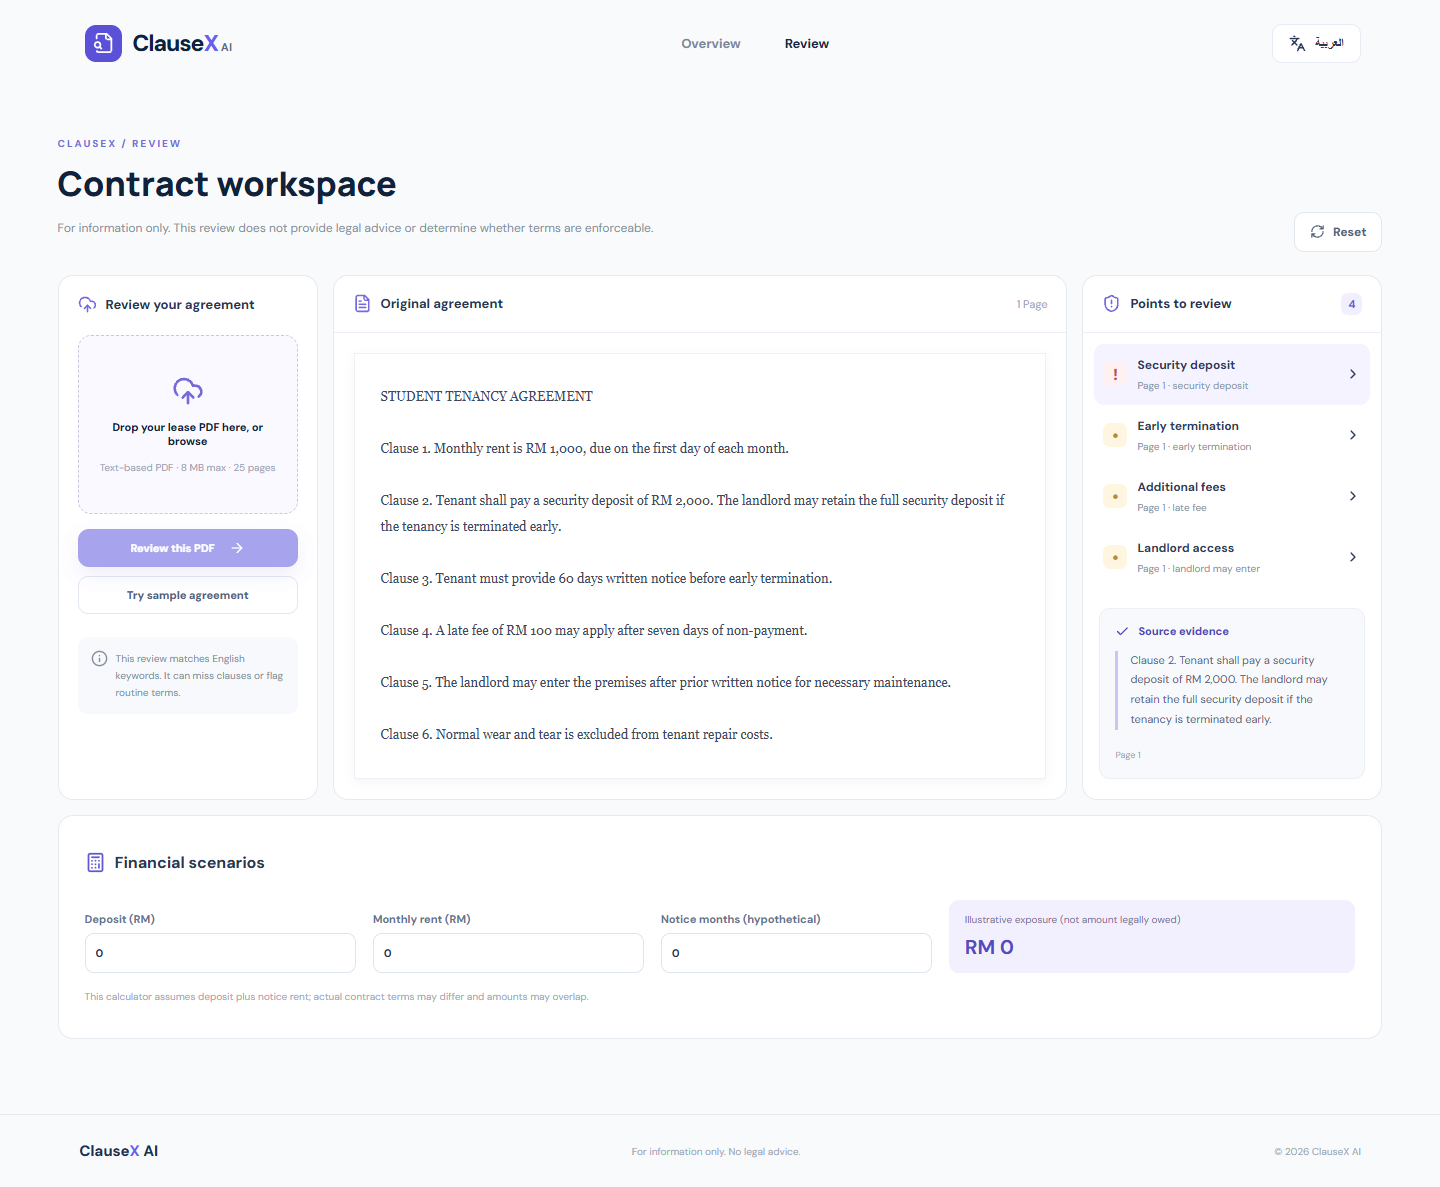 ClauseX AI
Overview
Review
العربية
CLAUSEX / REVIEW
Contract workspace
For information only. This review does not provide legal advice or determine whether terms are enforceable.
Reset
Review your agreement
Drop your lease PDF here, or
browse
Text-based PDF · 8 MB max · 25 pages
Review this PDF
Try sample agreement
This review matches English
keywords. It can miss clauses or flag
routine terms.
Original agreement
1 Page
STUDENT TENANCY AGREEMENT
Clause 1. Monthly rent is RM 1,000, due on the first day of each month.
Clause 2. Tenant shall pay a security deposit of RM 2,000. The landlord may retain the full security deposit if
the tenancy is terminated early.
Clause 3. Tenant must provide 60 days written notice before early termination.
Clause 4. A late fee of RM 100 may apply after seven days of non-payment.
Clause 5. The landlord may enter the premises after prior written notice for necessary maintenance.
Clause 6. Normal wear and tear is excluded from tenant repair costs.
Points to review
4
Security deposit
Page 1 · security deposit
Early termination
Page 1 · early termination
Additional fees
Page 1 · late fee
Landlord access
Page 1 · landlord may enter
Source evidence
Clause 2. Tenant shall pay a security
deposit of RM 2,000. The landlord may
retain the full security deposit if the
tenancy is terminated early.
Page 1
Financial scenarios
Deposit (RM)
0
Monthly rent (RM)
0
Notice months (hypothetical)
0
Illustrative exposure (not amount legally owed)
RM 0
This calculator assumes deposit plus notice rent; actual contract terms may differ and amounts may overlap.
ClauseX AI
For information only. No legal advice.
© 2026 ClauseX AI